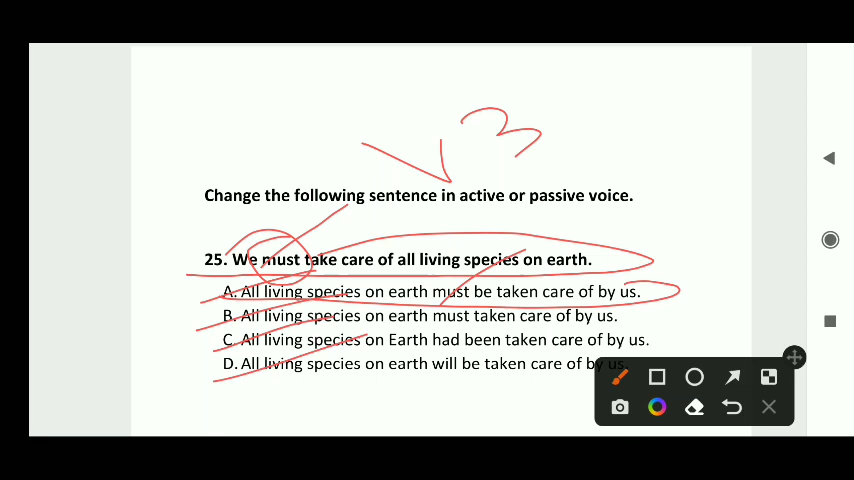 V3
Change the following sentence in active or passive voice.
25. We must take care of all living species on earth.
A. All living species on earth must be taken care of by us.
B. All living species on earth must taken care of by us.
C. All living species on Earth had been taken care of by us.
D. All living species on earth will be taken care of by us.